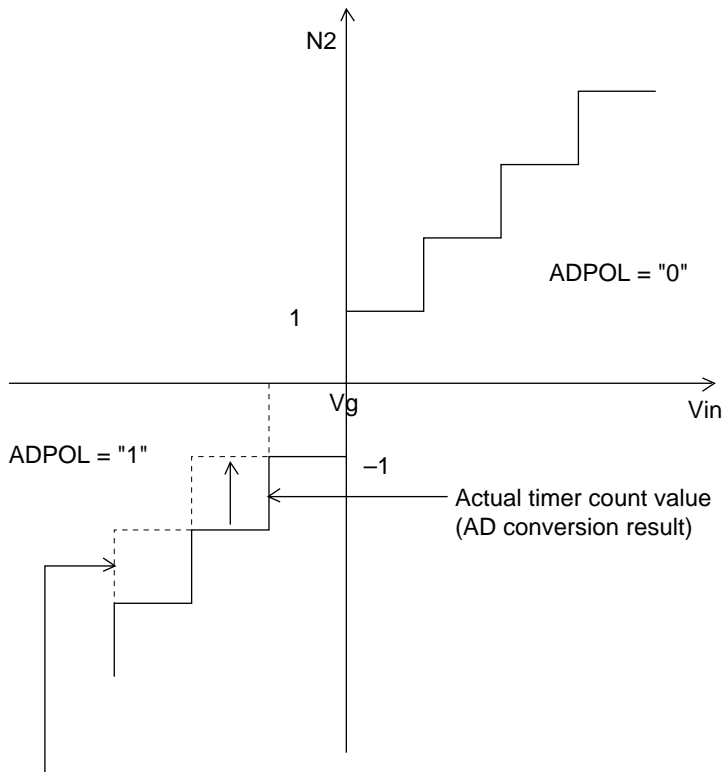 N2
ADPOL = "0"
1
Vg
Vin
ADPOL = "1"
–1
Actual timer count value
(AD conversion result)